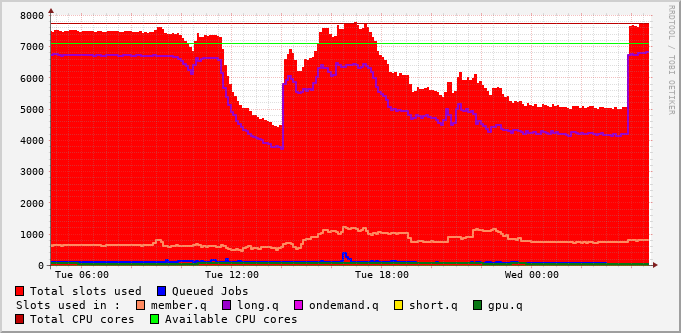 8000
7000
6000
5000
4000
3000
2000
1000
0
Tue 06:00 Tue 12:00 Tue 18:00 Wed 00:00
RRDTOOL / TOBI OETIKER
Total slots used Queued Jobs
Slots used in : member.q long.q ondemand.q short.q gpu.q
Total CPU cores Available CPU cores